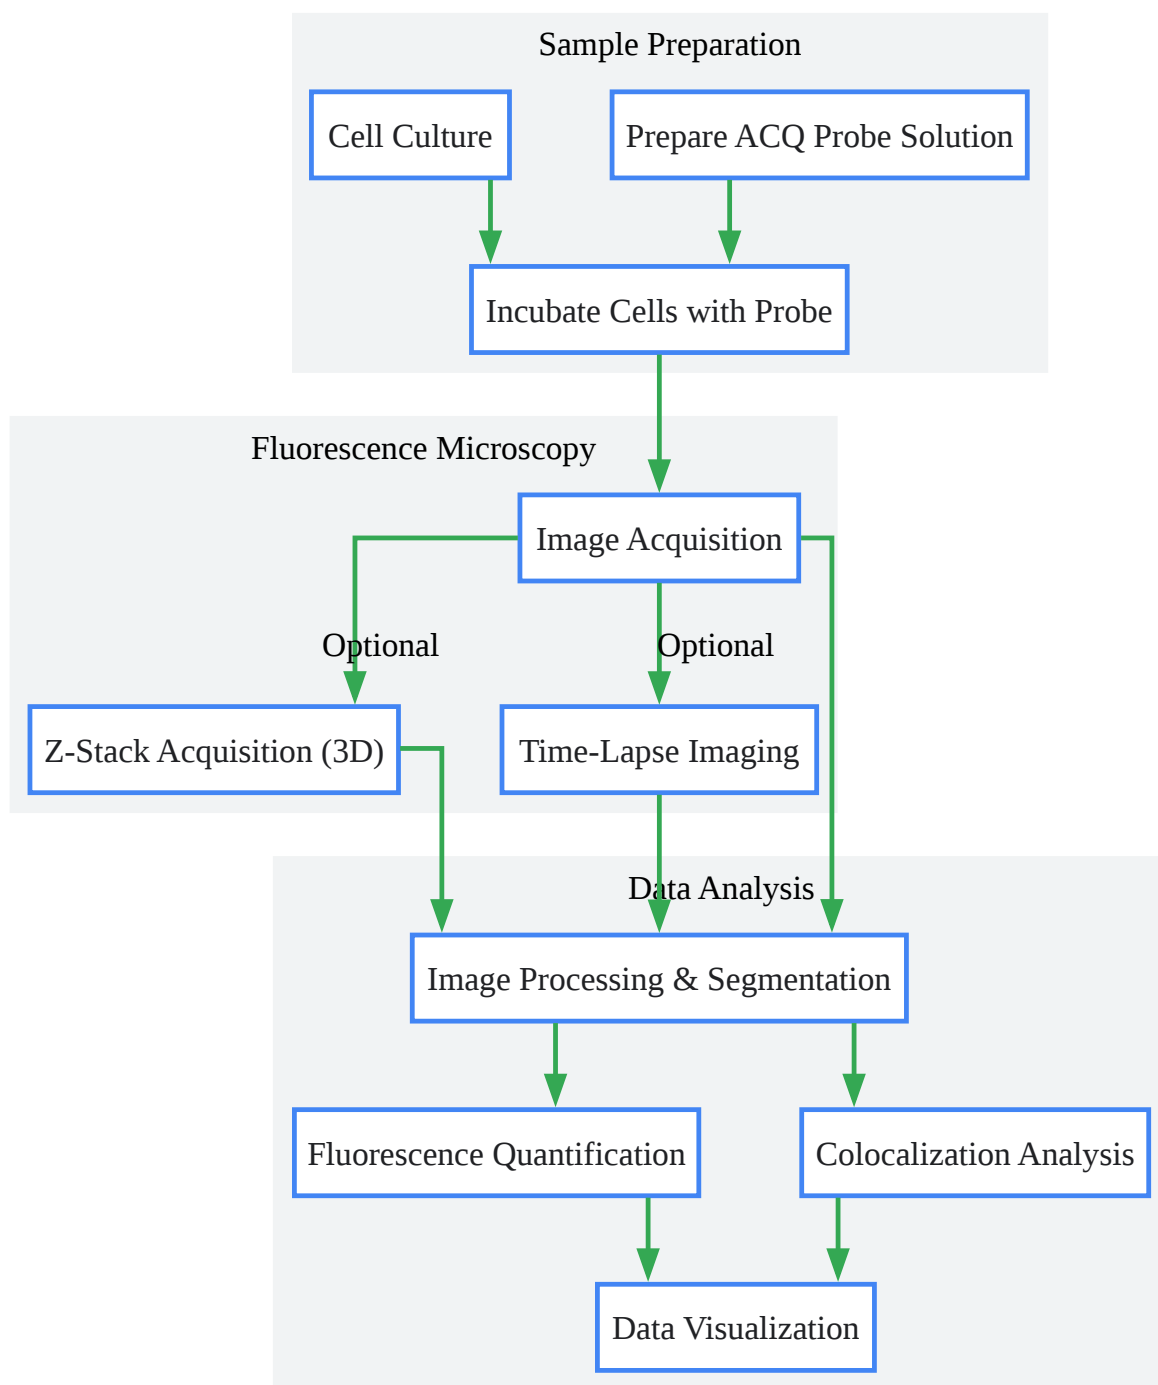 Sample Preparation
Cell Culture
Prepare ACQ Probe Solution
Incubate Cells with Probe
Fluorescence Microscopy
Image Acquisition
Optional
Optional
Z-Stack Acquisition (3D)
Time-Lapse Imaging
Data Analysis
Image Processing & Segmentation
Fluorescence Quantification
Colocalization Analysis
Data Visualization